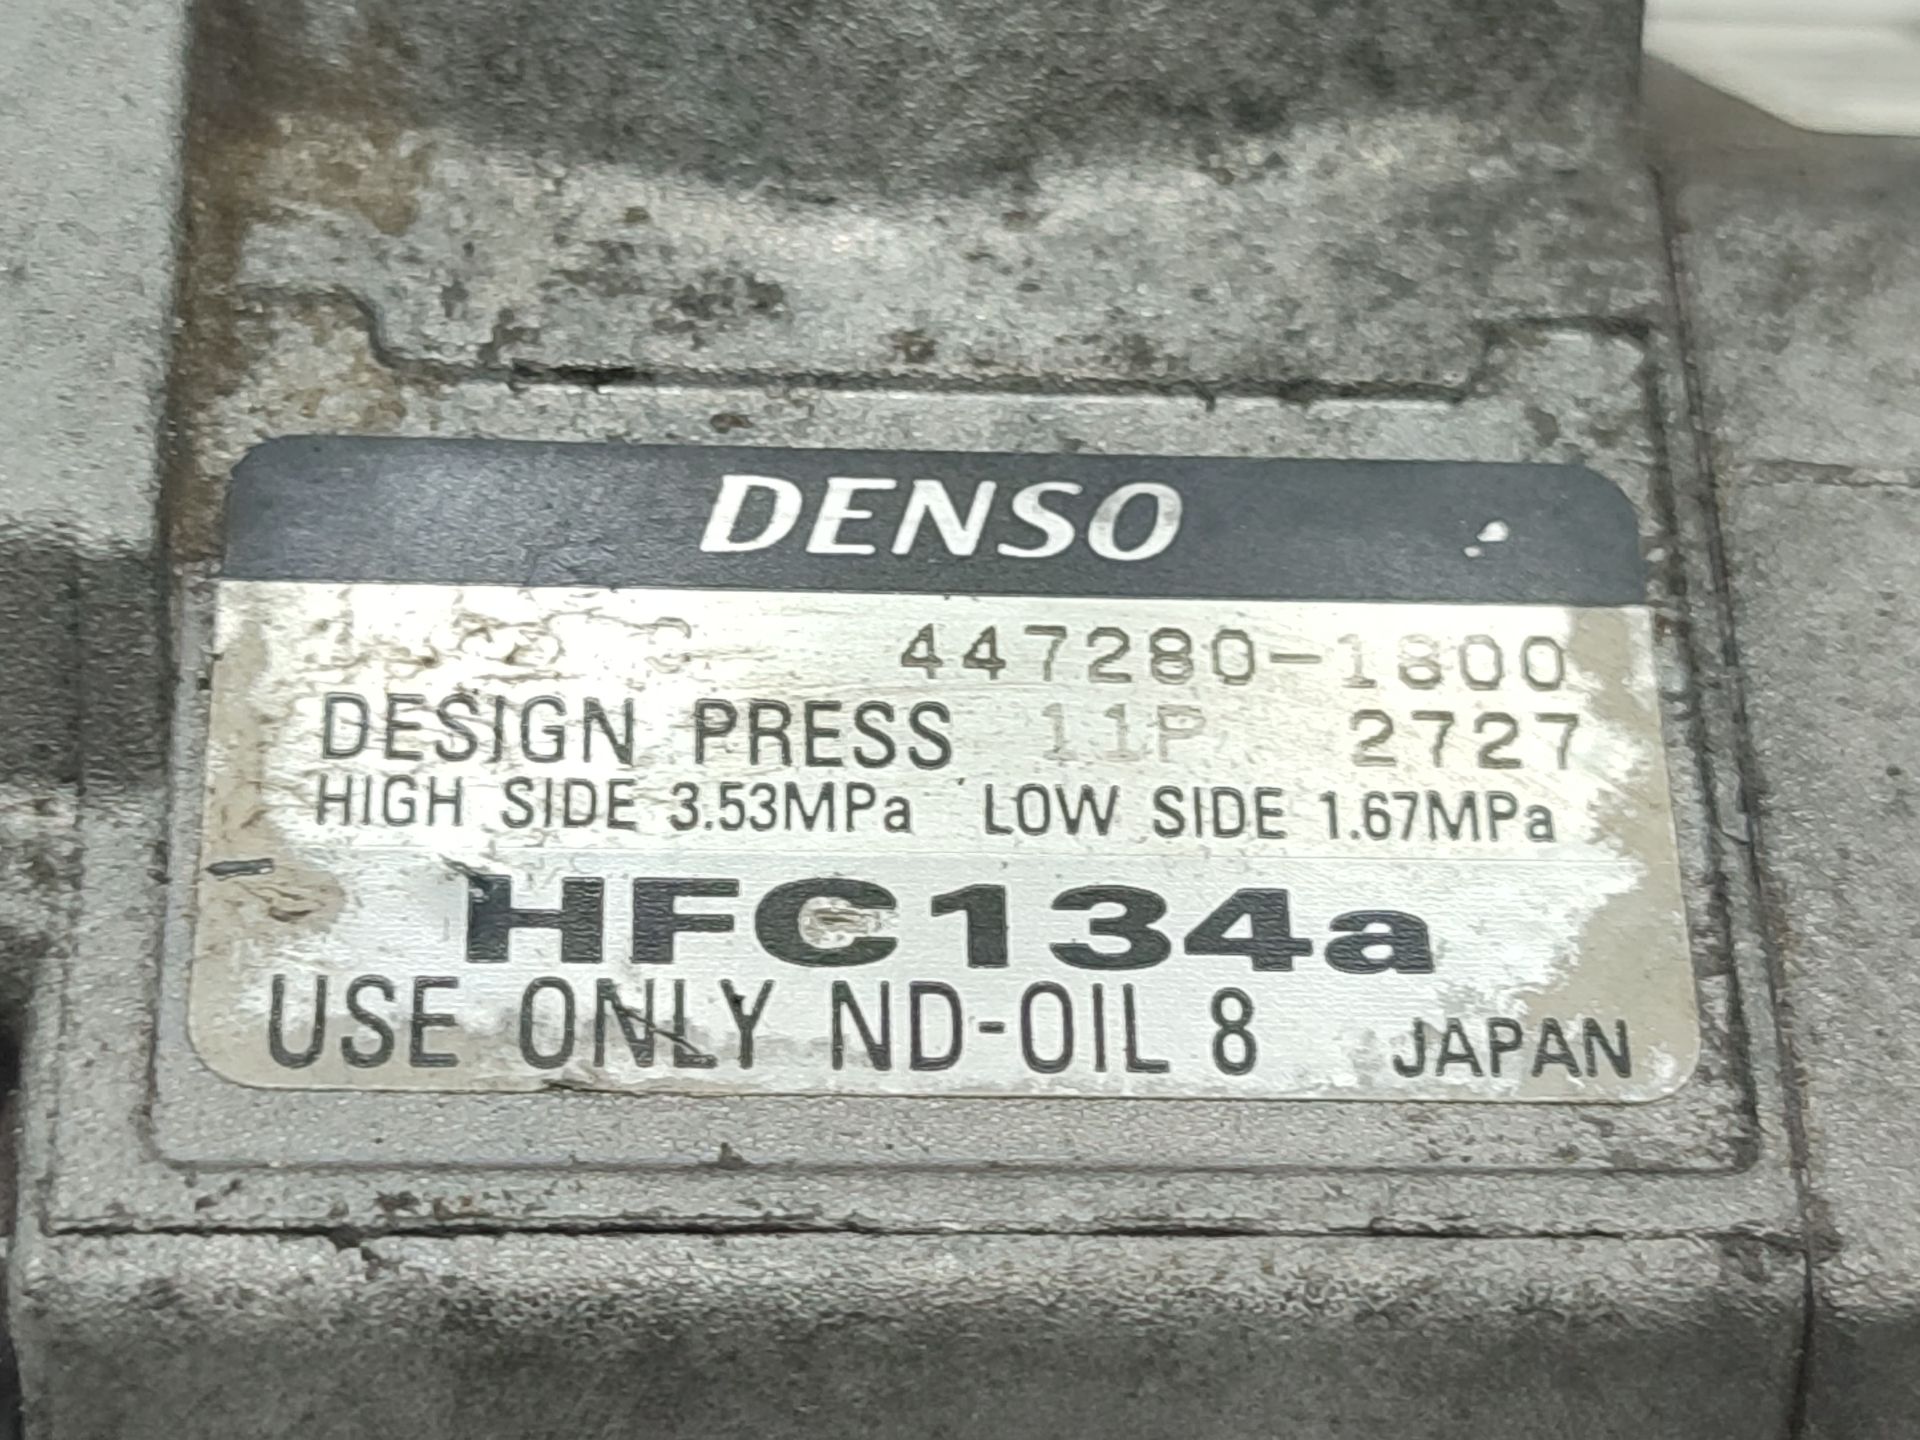 DENSO
447280-1800
DESIGN PRESS 11P 2727
HIGH SIDE 3.53MPa LOW SIDE 1.67MPa
HFC134a
USE ONLY ND-OIL 8 JAPAN